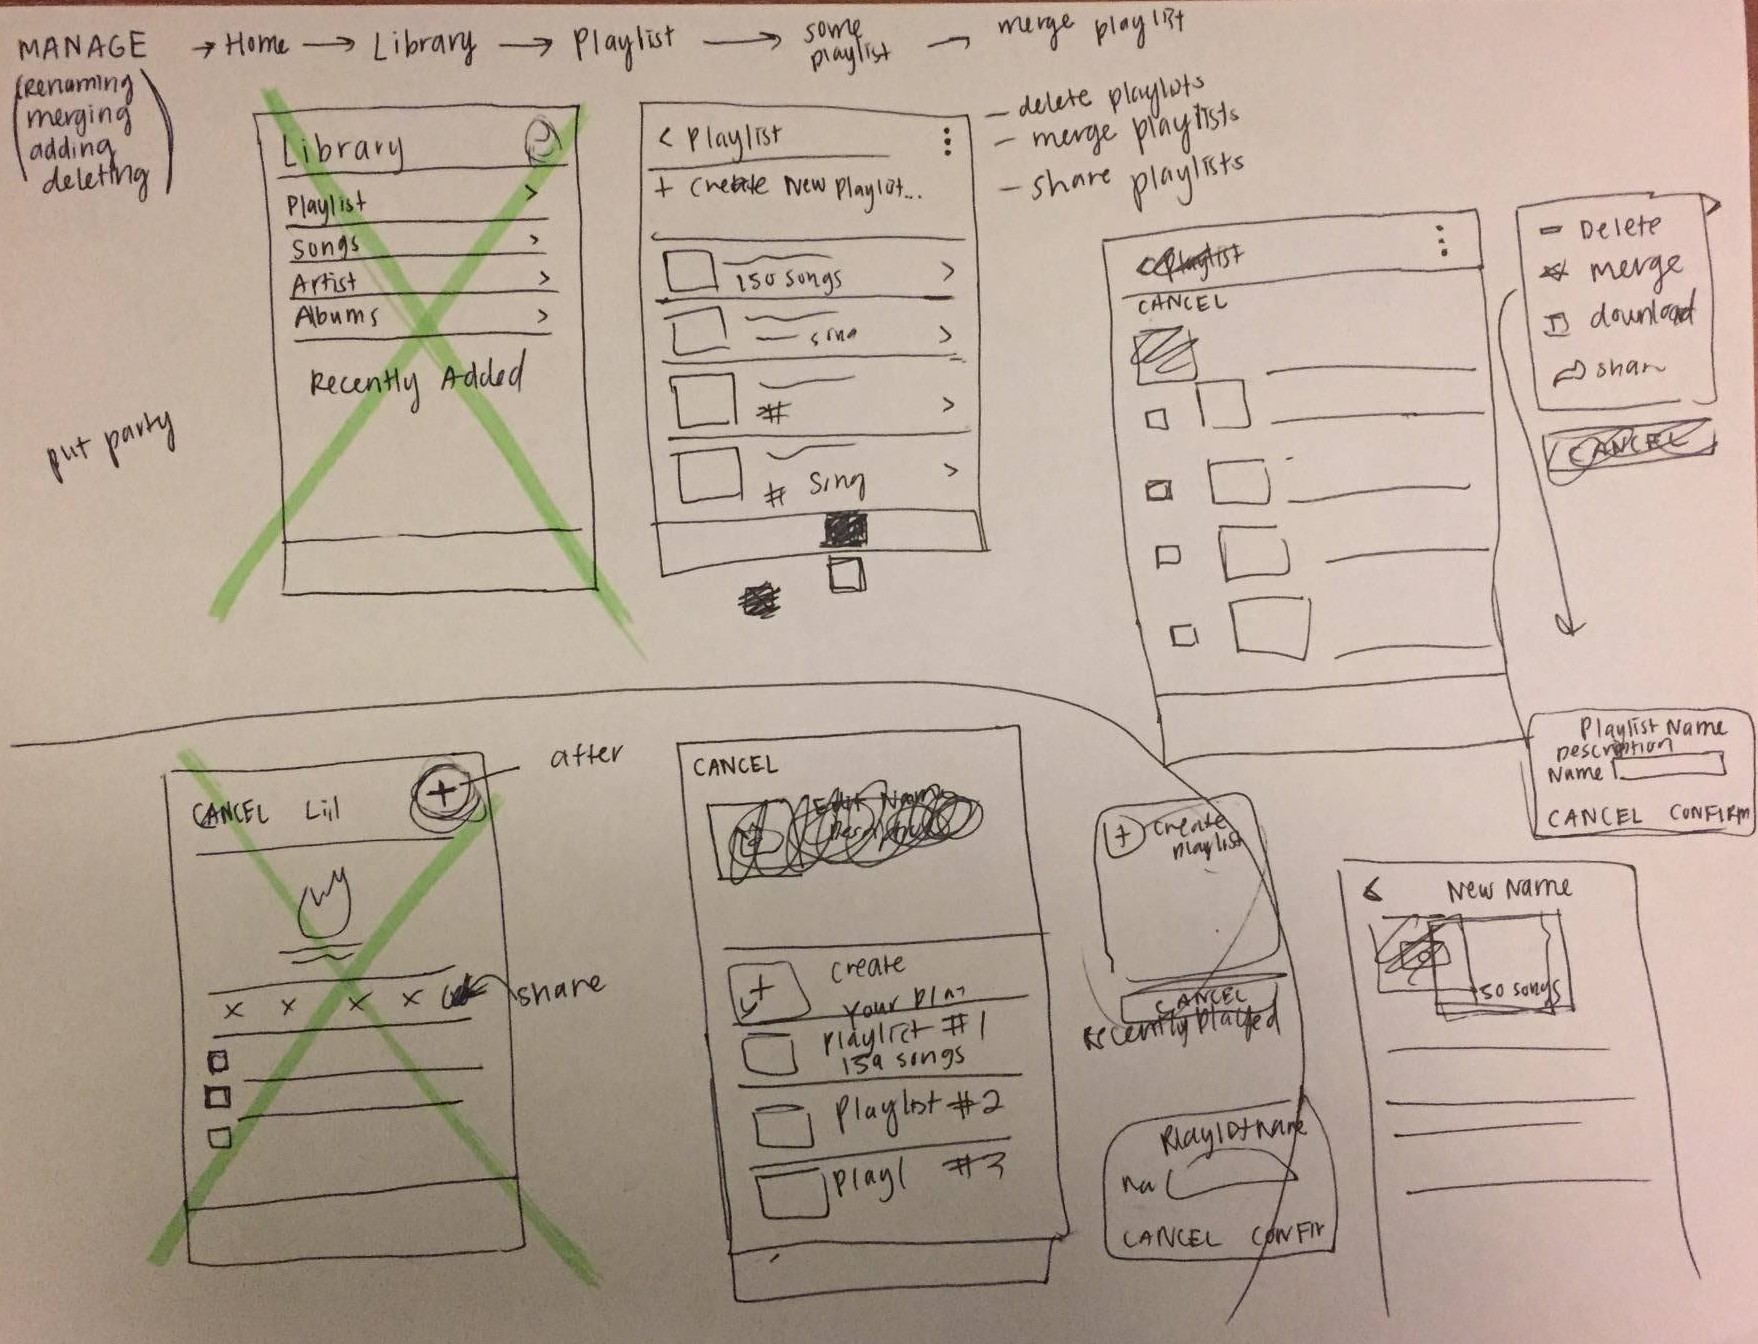 MANAGE → Home → Library → Playlist → some playlist → merge playlist
(renaming
merging
adding
deleting)
- delete playlists
- merge playlists
- share playlists
put party
Library
Playlist >
Songs >
Artist >
Albums >
Recently Added
< Playlist
+ Create New Playlist...
150 songs >
song >
# >
# Sing >
< Playlist
CANCEL
- Delete
merge
download
share
CANCEL
Playlist Name
Description
Name
CANCEL CONFIRM
CANCEL Lil +
after
x x x x
share
CANCEL
Edit Name
+ create
your play
playlist #1
159 songs
Playlist #2
playl #3
+ create
playlist
CANCEL
Recently played
Playlist Name
na
CANCEL CONFIR
< New Name
50 songs